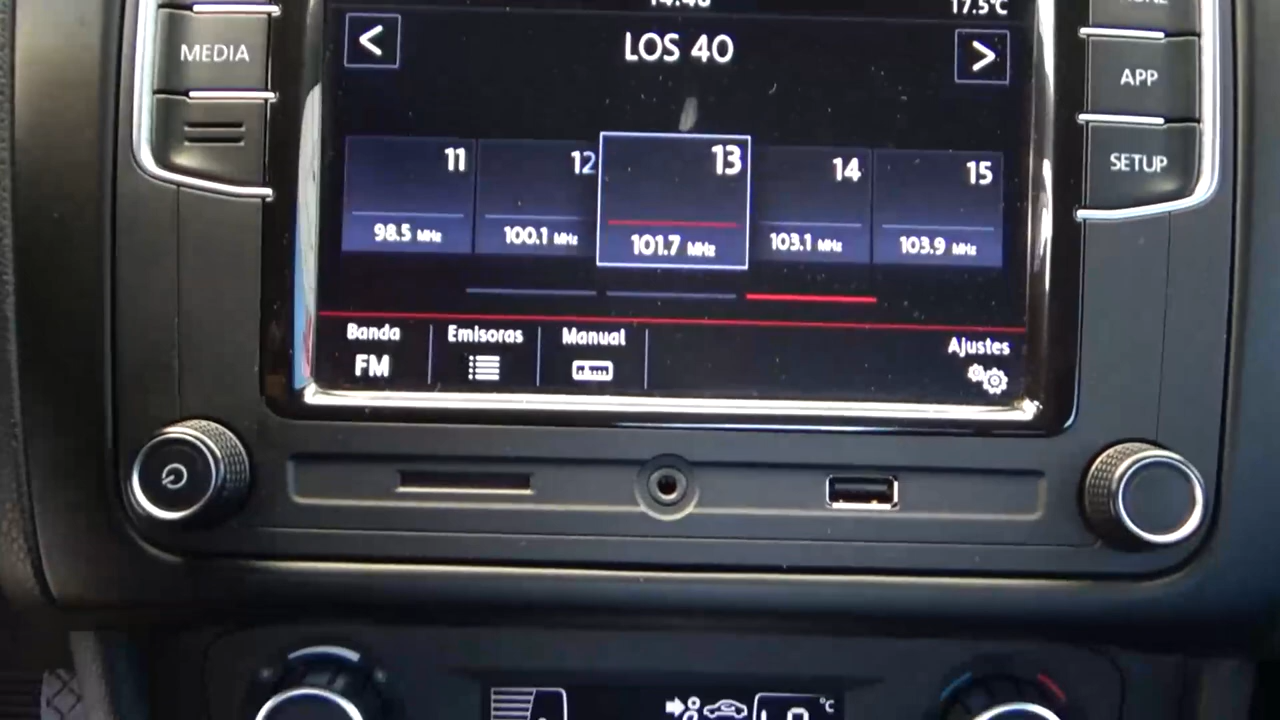 17.5°C
MEDIA
LOS 40
APP
SETUP
<
>
11
12
13
14
15
98.5 MHz
100.1 MHz
101.7 MHz
103.1 MHz
103.9 MHz
Banda
FM
Emisoras
Manual
Ajustes
LO
°C